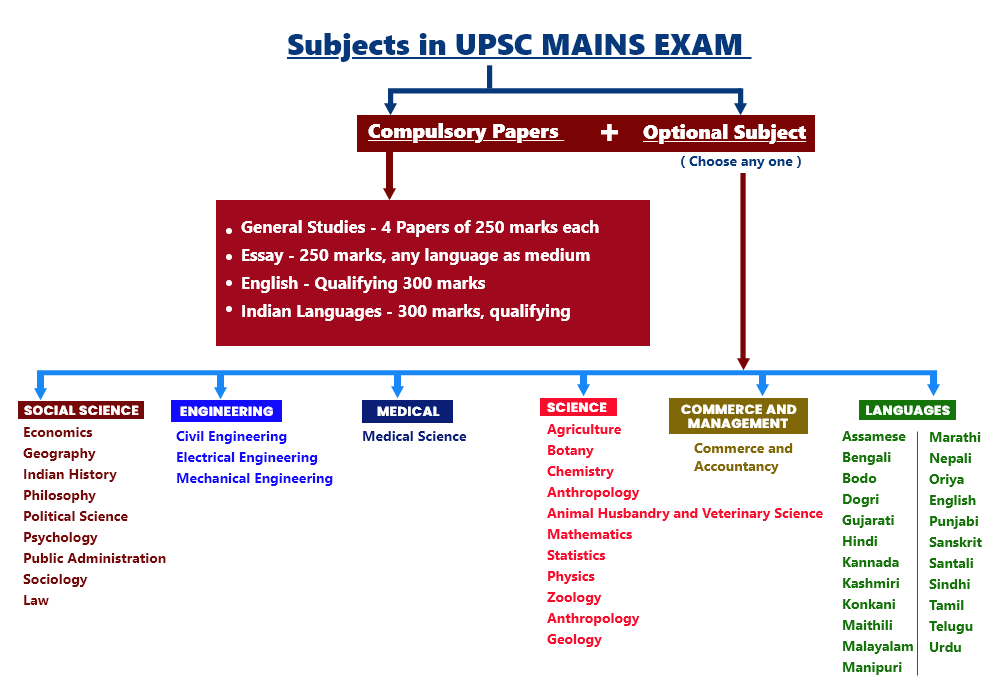 Subjects in UPSC MAINS EXAM
Compulsory Papers + Optional Subject
( Choose any one )
• General Studies - 4 Papers of 250 marks each
• Essay - 250 marks, any language as medium
• English - Qualifying 300 marks
• Indian Languages - 300 marks, qualifying
SOCIAL SCIENCE
Economics
Geography
Indian History
Philosophy
Political Science
Psychology
Public Administration
Sociology
Law
ENGINEERING
Civil Engineering
Electrical Engineering
Mechanical Engineering
MEDICAL
Medical Science
SCIENCE
Agriculture
Botany
Chemistry
Anthropology
Animal Husbandry and Veterinary Science
Mathematics
Statistics
Physics
Zoology
Anthropology
Geology
COMMERCE AND
MANAGEMENT
Commerce and
Accountancy
LANGUAGES
Assamese
Bengali
Bodo
Dogri
Gujarati
Hindi
Kannada
Kashmiri
Konkani
Maithili
Malayalam
Manipuri
Marathi
Nepali
Oriya
English
Punjabi
Sanskrit
Santali
Sindhi
Tamil
Telugu
Urdu